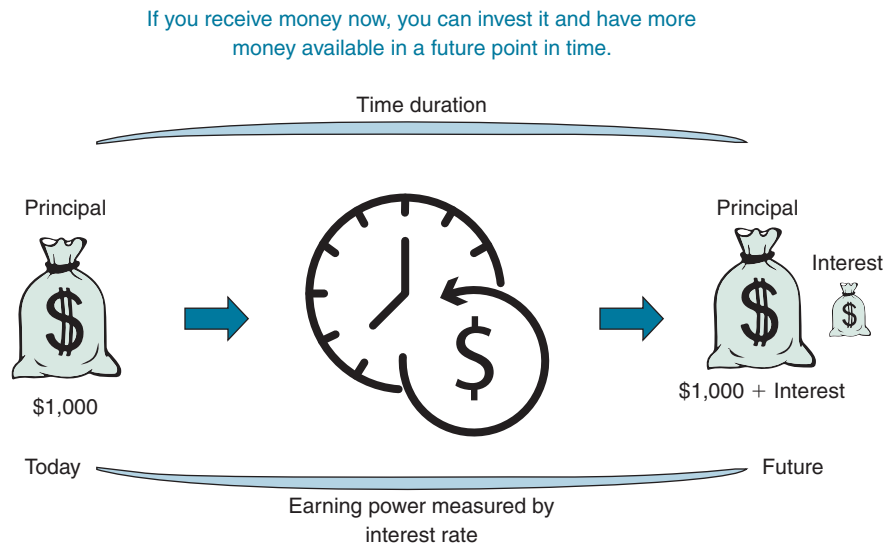 If you receive money now, you can invest it and have more
money available in a future point in time.
Time duration
Principal
$
$1,000
$
Principal
$
Interest
$
$1,000 + Interest
Today
Future
Earning power measured by
interest rate